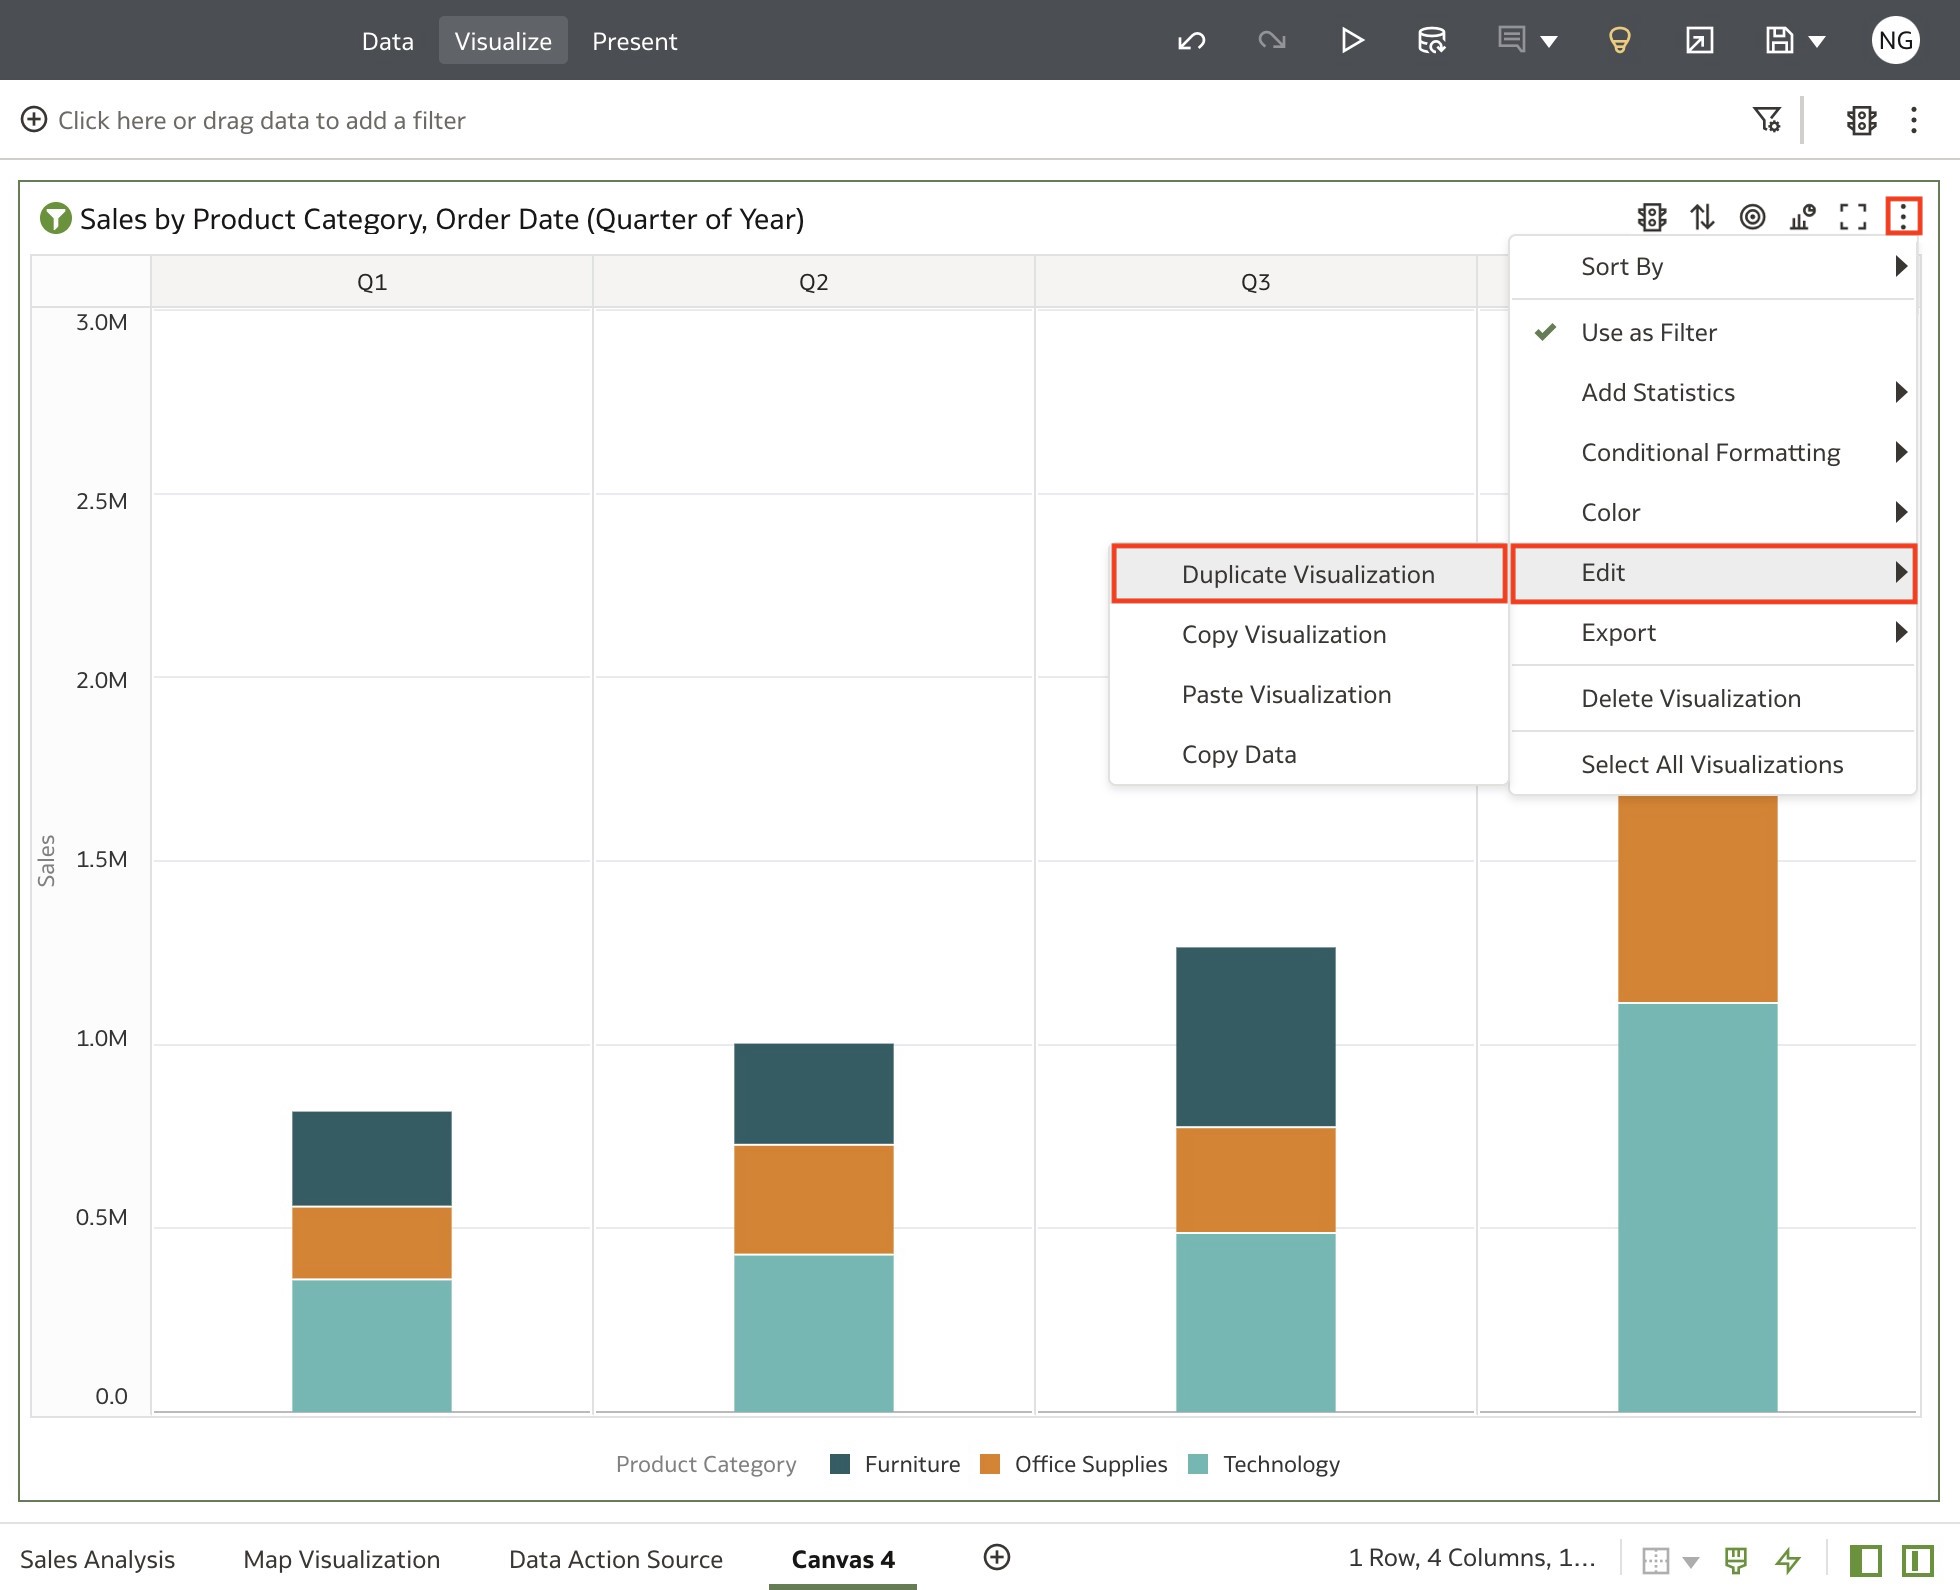 Data Visualize Present NG
Click here or drag data to add a filter
Sales by Product Category, Order Date (Quarter of Year)
Q1 Q2 Q3
Sort By
Use as Filter
Add Statistics
Conditional Formatting
Color
Edit
Export
Delete Visualization
Select All Visualizations
Duplicate Visualization
Copy Visualization
Paste Visualization
Copy Data
3.0M
2.5M
2.0M
1.5M
1.0M
0.5M
0.0
Sales
Product Category Furniture Office Supplies Technology
Sales Analysis Map Visualization Data Action Source Canvas 4 1 Row, 4 Columns, 1...